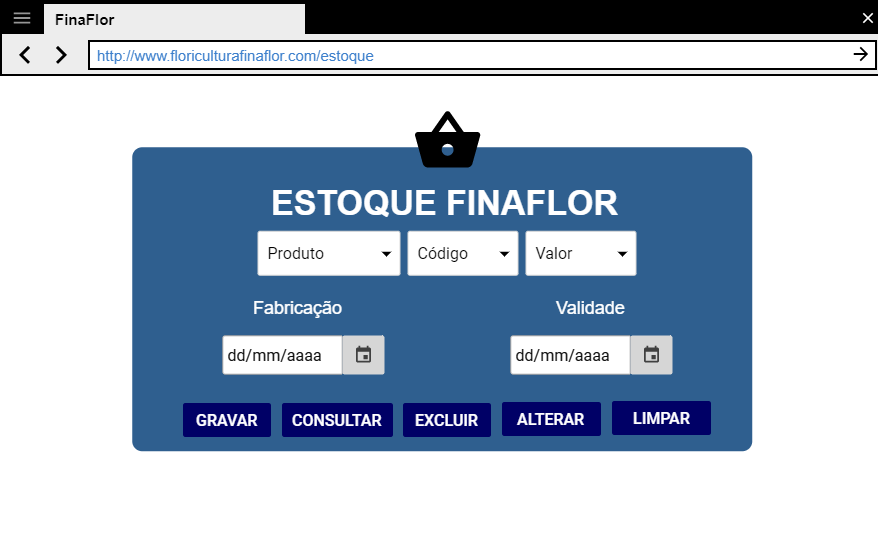 FinaFlor
http://www.floriculturafinaflor.com/estoque
ESTOQUE FINAFLOR
Produto Código Valor
Fabricação Validade
dd/mm/aaaa dd/mm/aaaa
GRAVAR CONSULTAR EXCLUIR ALTERAR LIMPAR